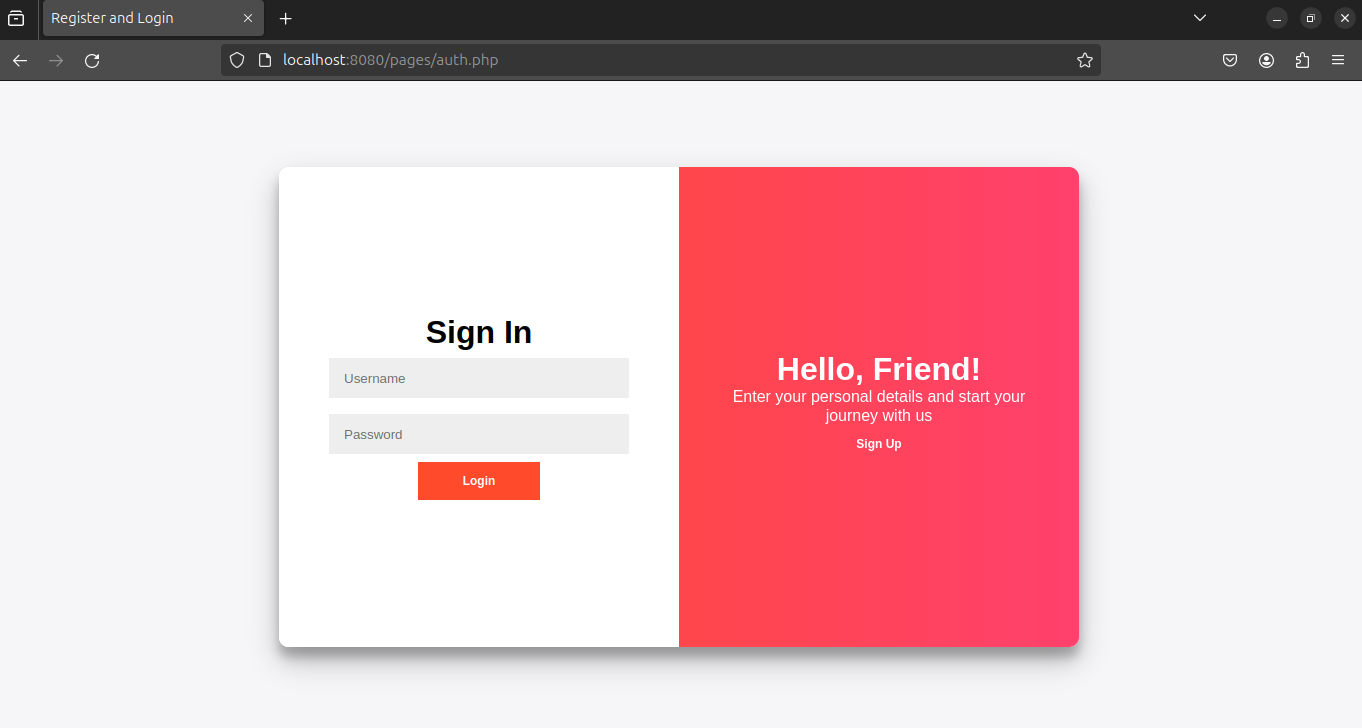 Register and Login
localhost:8080/pages/auth.php
Sign In
Username
Password
Login
Hello, Friend!
Enter your personal details and start your
journey with us
Sign Up